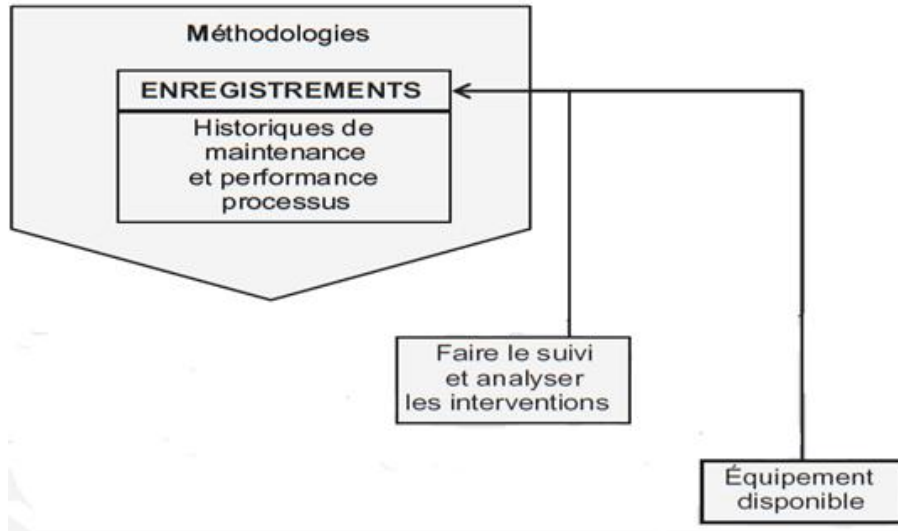 Méthodologies
ENREGISTREMENTS
Historiques de
maintenance
et performance
processus
Faire le suivi
et analyser
les interventions
Équipement
disponible